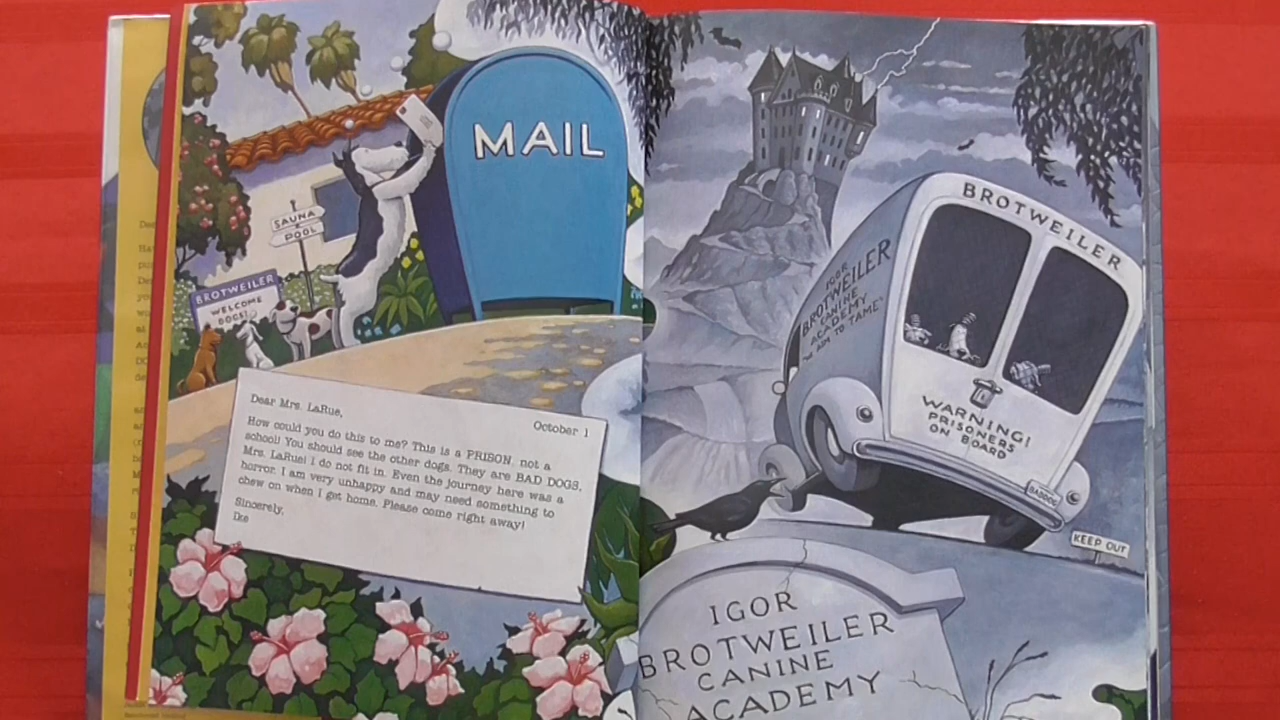 MAIL
SAUNA
POOL
BROTWEILER
WELCOME
DOGS!
October 1
Dear Mrs. LaRue,
How could you do this to me? This is a PRISON, not a
school! You should see the other dogs. They are BAD DOGS,
Mrs. LaRue! I do not fit in. Even the journey here was a
horror. I am very unhappy and may need something to
chew on when I get home. Please come right away!
Sincerely,
Ike
BROTWEILER
IGOR
BROTWEILER
CANINE
ACADEMY
"WE AIM TO TAME"
WARNING!
PRISONERS
ON BOARD
BADDOG
KEEP OUT
IGOR
BROTWEILER
CANINE
ACADEMY